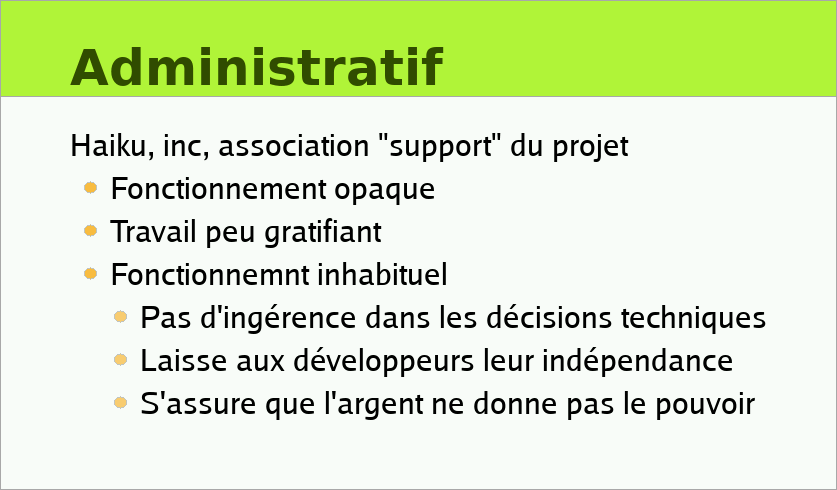 Administratif
Haiku, inc, association "support" du projet
Fonctionnement opaque
Travail peu gratifiant
Fonctionnemnt inhabituel
Pas d'ingérence dans les décisions techniques
Laisse aux développeurs leur indépendance
S'assure que l'argent ne donne pas le pouvoir